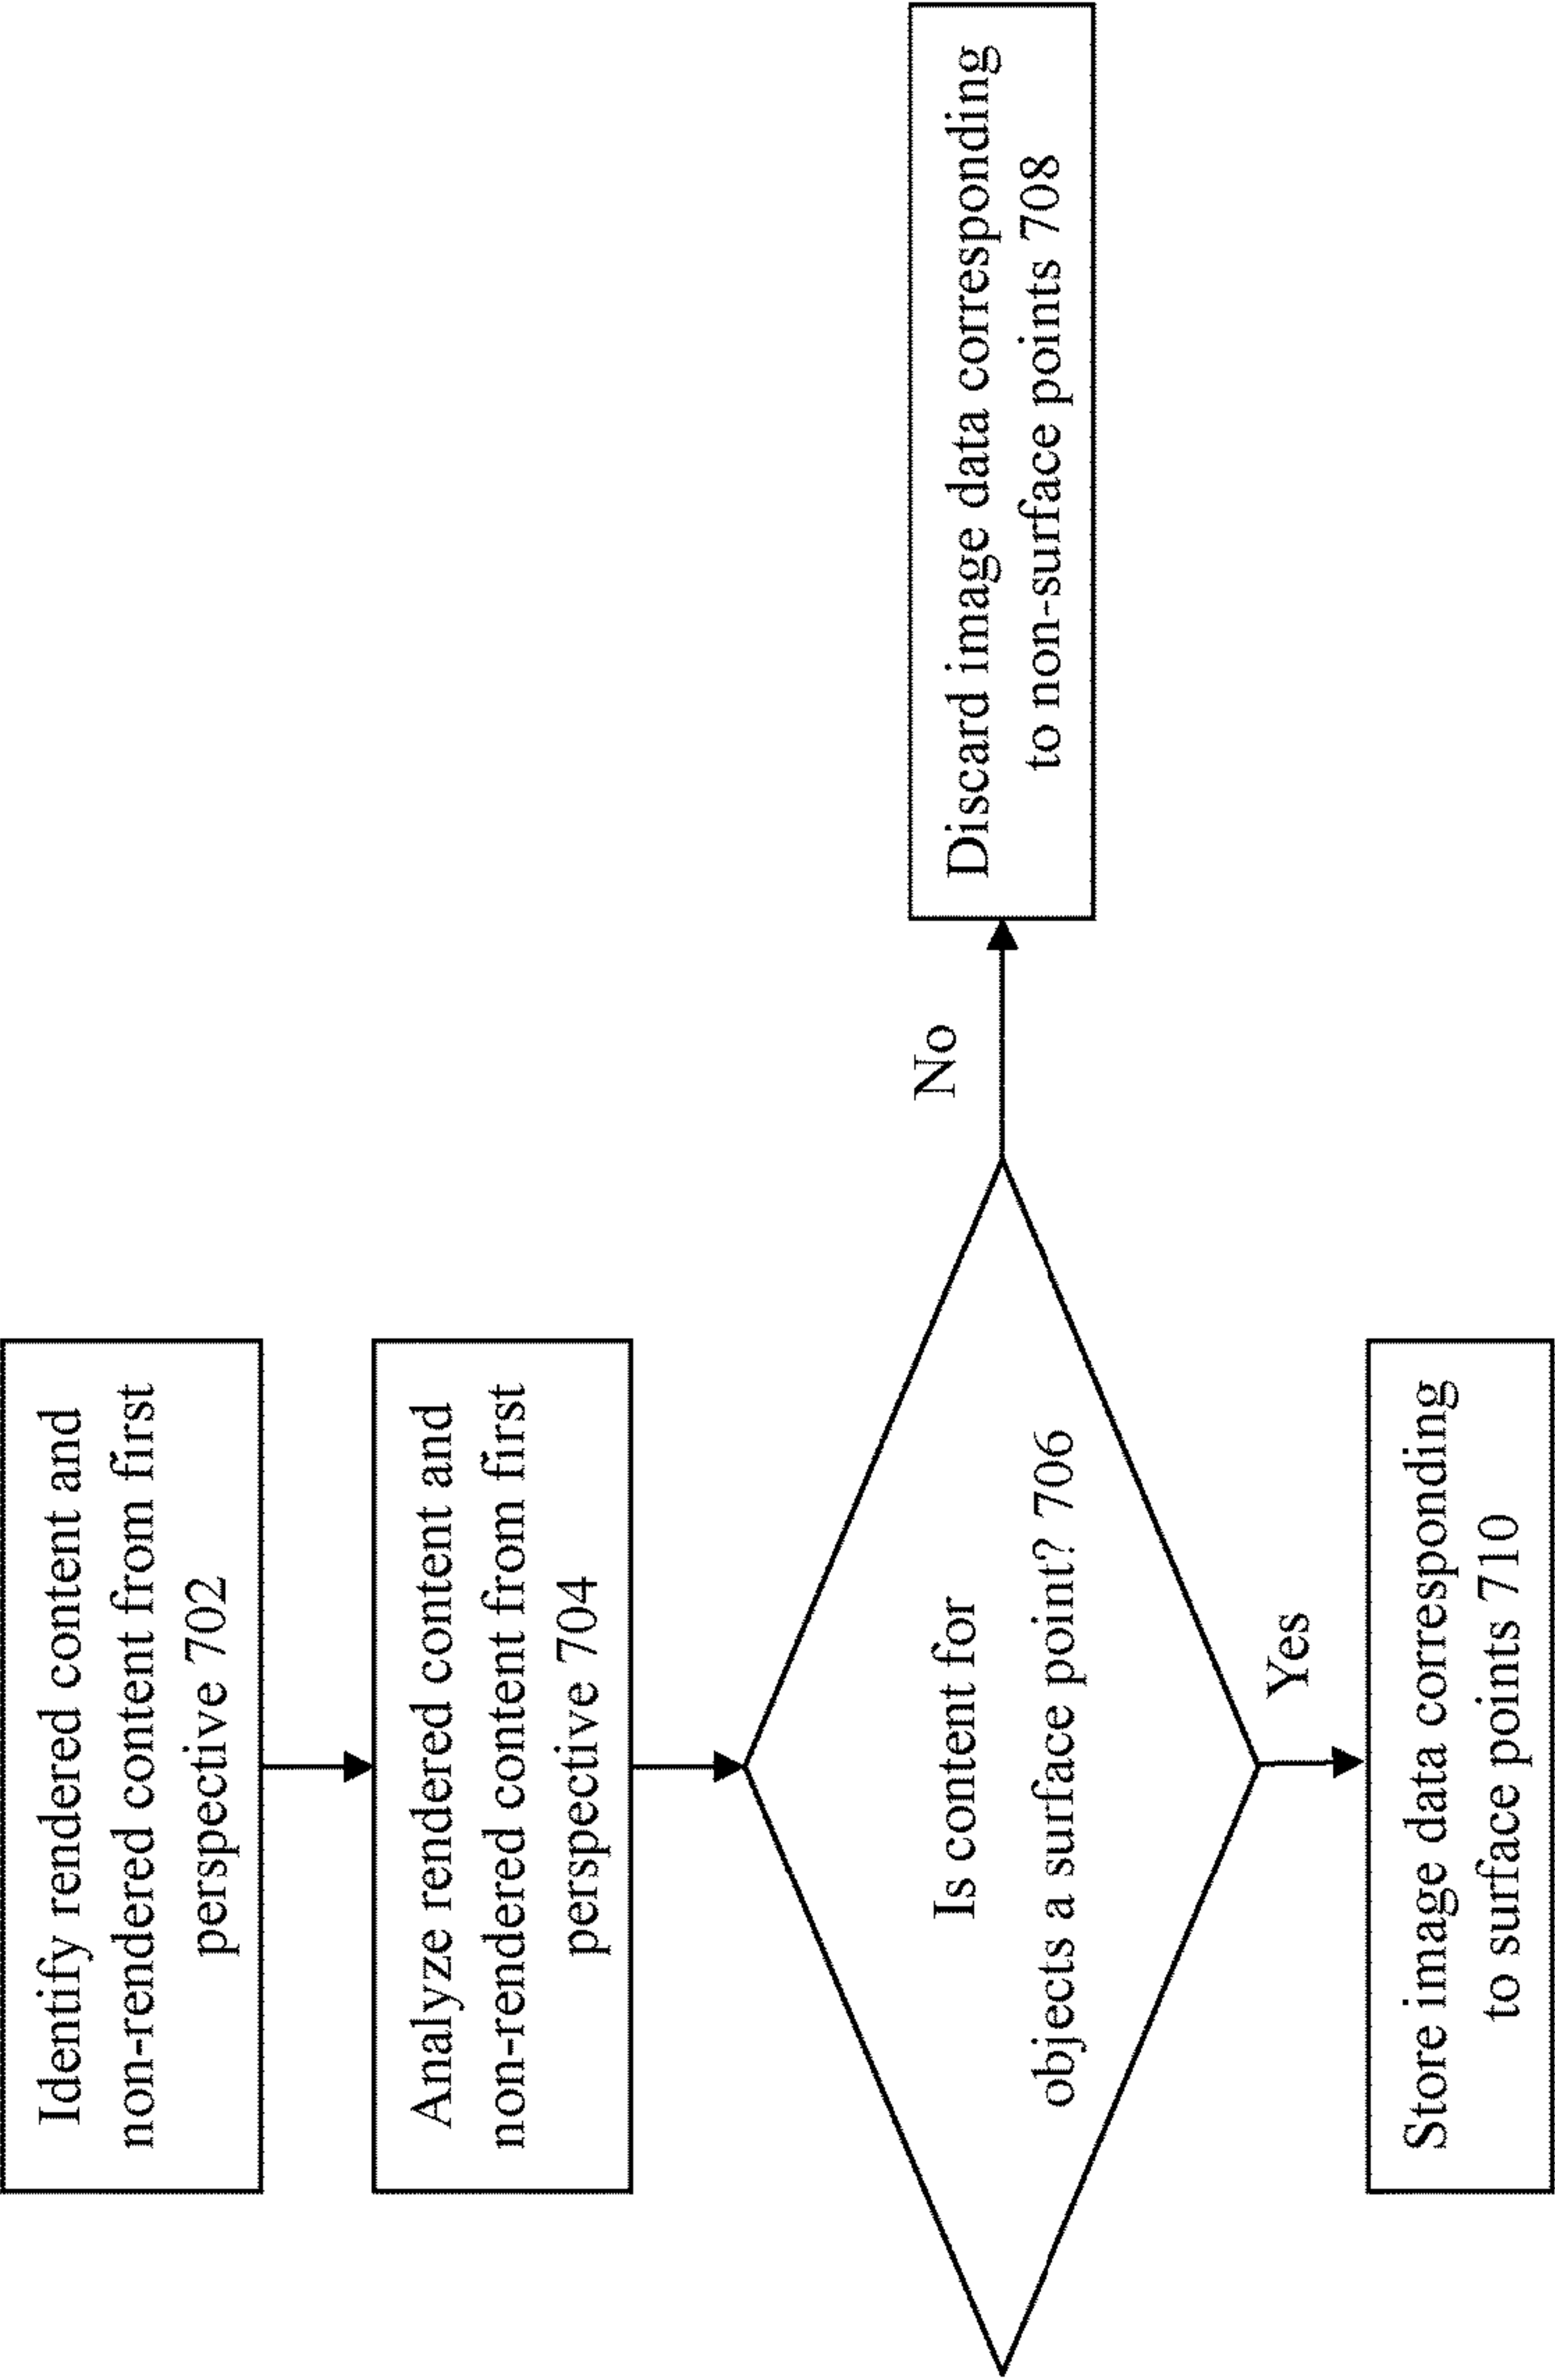 Identify rendered content and
non-rendered content from first
perspective 702
Analyze rendered content and
non-rendered content from first
perspective 704
Is content for
objects a surface point? 706
No
Discard image data corresponding
to non-surface points 708
Yes
Store image data corresponding
to surface points 710